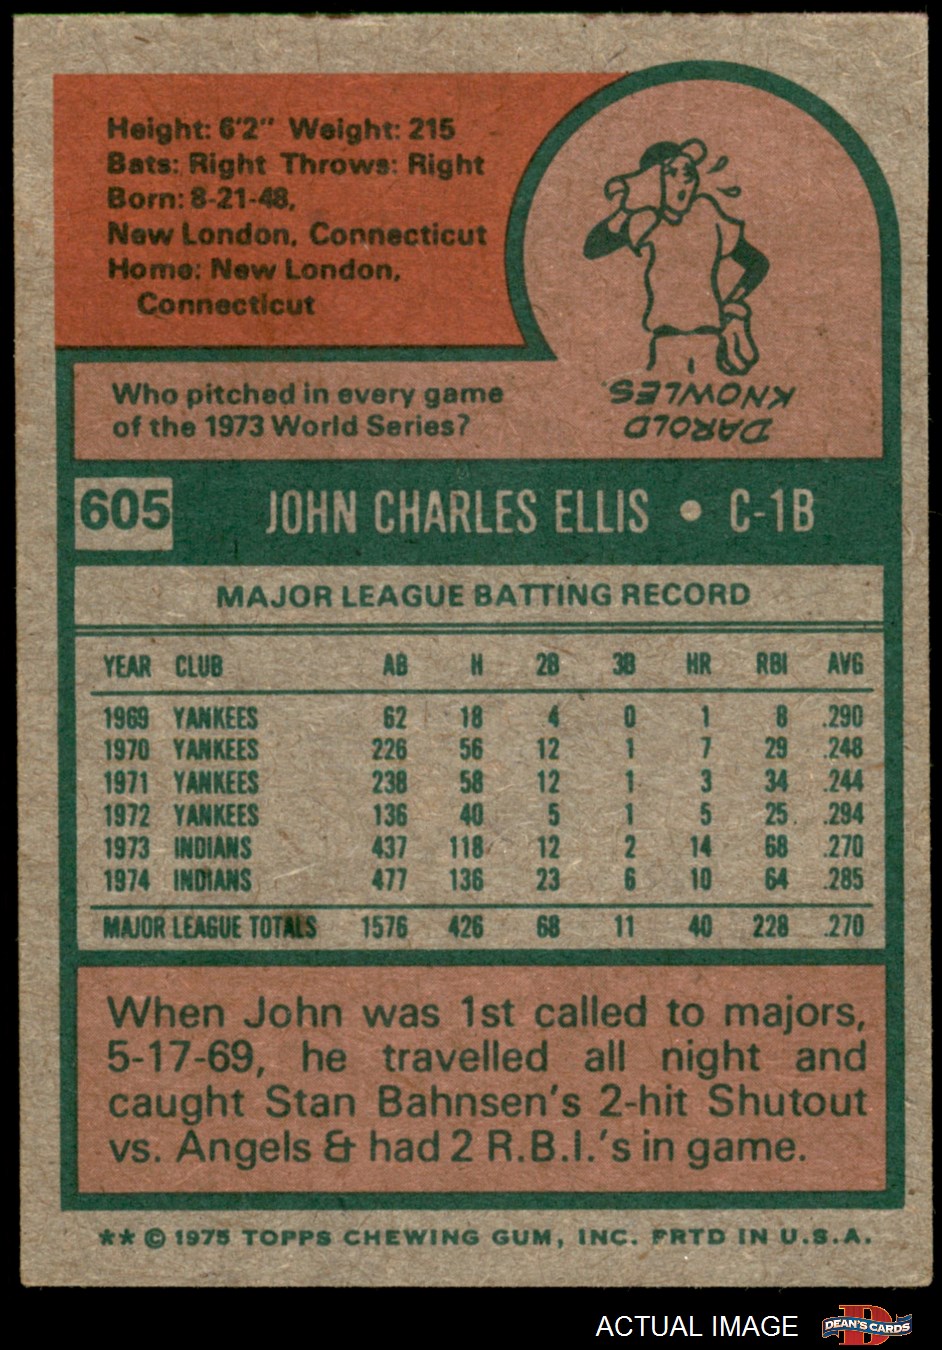 Height: 6'2" Weight: 215
Bats: Right Throws: Right
Born: 8-21-48,
New London, Connecticut
Home: New London,
Connecticut
Who pitched in every game
of the 1973 World Series?
DAROLD
KNOWLES
605 JOHN CHARLES ELLIS • C-1B
MAJOR LEAGUE BATTING RECORD
YEAR CLUB AB H 2B 3B HR RBI AVG
1969 YANKEES 62 18 4 0 1 8 .290
1970 YANKEES 226 56 12 1 7 29 .248
1971 YANKEES 238 58 12 1 3 34 .244
1972 YANKEES 136 40 5 1 5 25 .294
1973 INDIANS 437 118 12 2 14 68 .270
1974 INDIANS 477 136 23 6 10 64 .285
MAJOR LEAGUE TOTALS 1576 426 68 11 40 228 .270
When John was 1st called to majors,
5-17-69, he travelled all night and
caught Stan Bahnsen's 2-hit Shutout
vs. Angels & had 2 R.B.I.'s in game.
** © 1975 TOPPS CHEWING GUM, INC. PRTD IN U.S.A.
ACTUAL IMAGE
D
DEAN'S CARDS